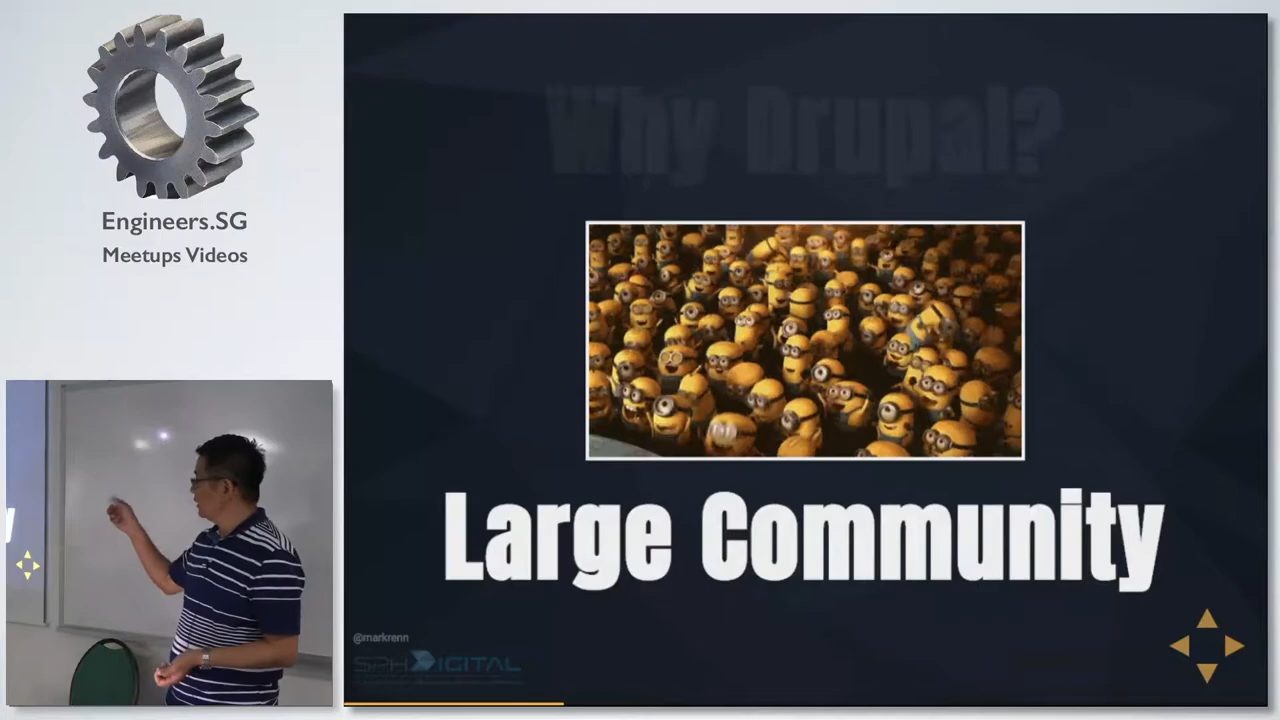 Engineers.SG
Meetups Videos
Why Drupal?
Large Community
@markrenn
SPH DIGITAL